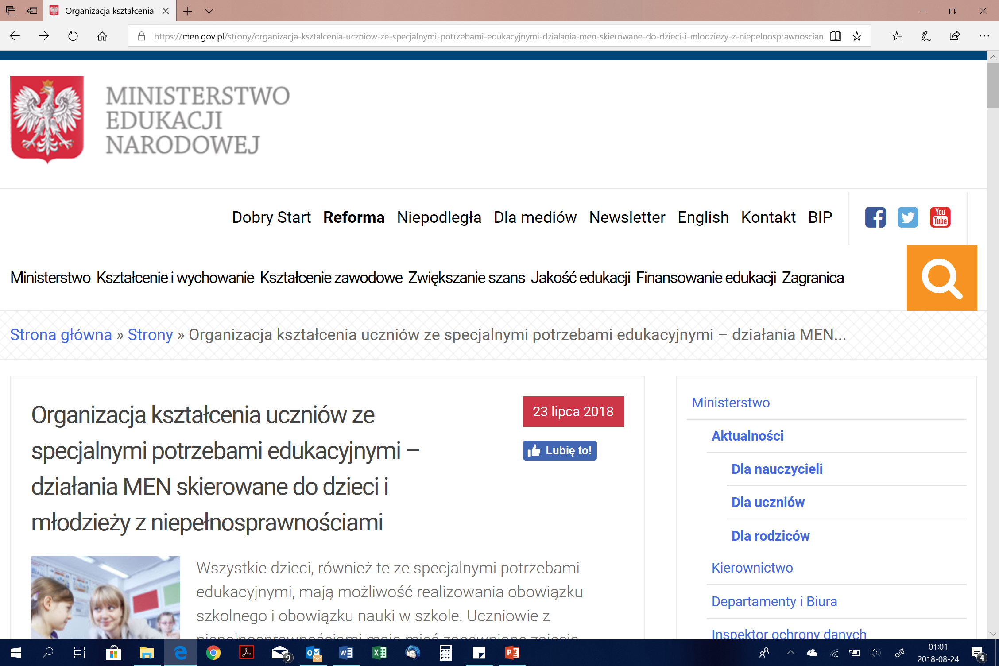 Organizacja kształcenia
https://men.gov.pl/strony/organizacja-ksztalcenia-uczniow-ze-specjalnymi-potrzebami-edukacyjnymi-dzialania-men-skierowane-do-dzieci-i-mlodziezy-z-niepelnosprawnoscian
MINISTERSTWO
EDUKACJI
NARODOWEJ
Dobry Start Reforma Niepodległa Dla mediów Newsletter English Kontakt BIP
You
Tube
Ministerstwo Kształcenie i wychowanie Kształcenie zawodowe Zwiększanie szans Jakość edukacji Finansowanie edukacji Zagranica
Strona główna » Strony » Organizacja kształcenia uczniów ze specjalnymi potrzebami edukacyjnymi – działania MEN...
Organizacja kształcenia uczniów ze
specjalnymi potrzebami edukacyjnymi –
działania MEN skierowane do dzieci i
młodzieży z niepełnosprawnościami
23 lipca 2018
Lubię to!
Wszystkie dzieci, również te ze specjalnymi potrzebami
edukacyjnymi, mają możliwość realizowania obowiązku
szkolnego i obowiązku nauki w szkole. Uczniowie z
niepełnosprawnościami mają mieć zapewnione zajęcia
Ministerstwo
Aktualności
Dla nauczycieli
Dla uczniów
Dla rodziców
Kierownictwo
Departamenty i Biura
Inspektor ochrony danych
9
01:01
2018-08-24
4